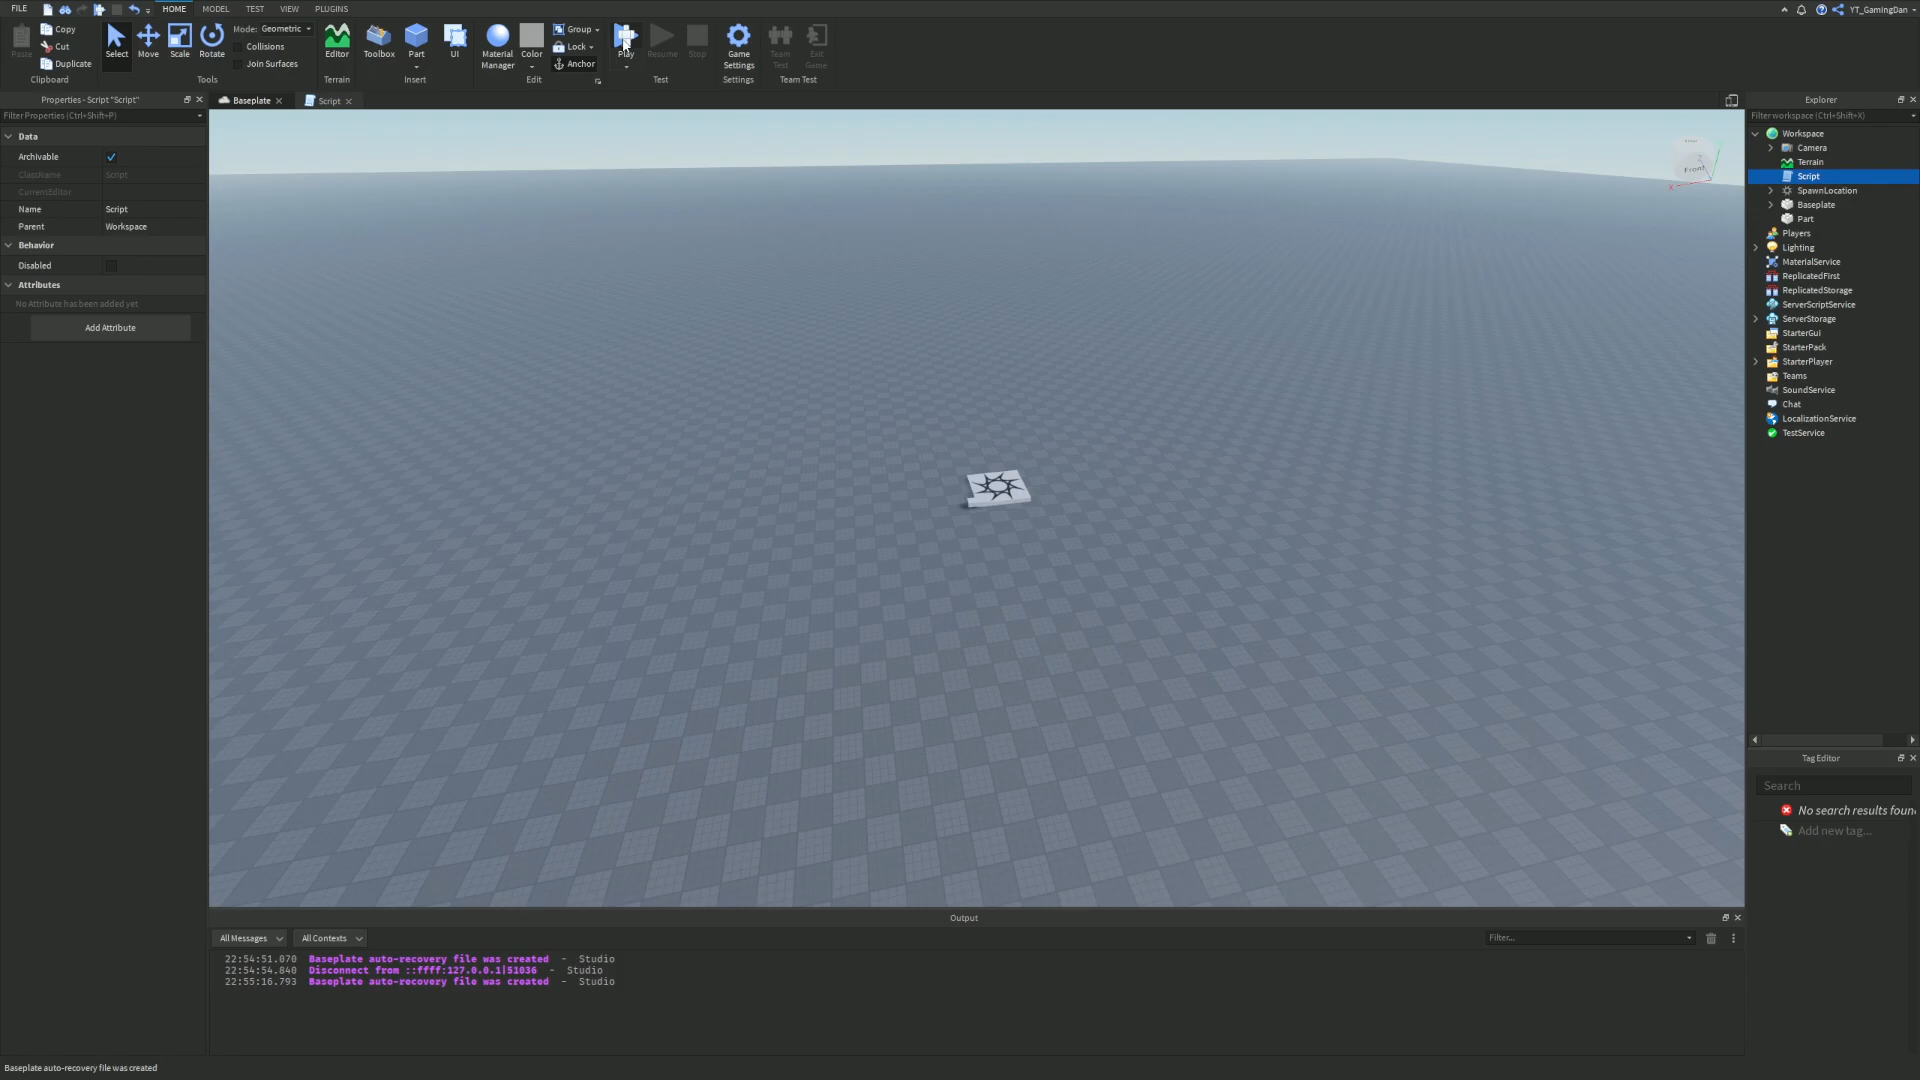 FILE HOME MODEL TEST VIEW PLUGINS YT_GamingDan
Paste Copy Cut Duplicate Clipboard
Select Move Scale Rotate Mode: Geometric Collisions Join Surfaces Tools
Editor Terrain
Toolbox Part UI Insert
Material Manager Color Group Lock Anchor Edit
Play Resume Stop Test
Game Settings Settings
Team Test Exit Game Team Test
Properties - Script "Script"
Filter Properties (Ctrl+Shift+P)
Data
Archivable
ClassName Script
CurrentEditor
Name Script
Parent Workspace
Behavior
Disabled
Attributes
No Attribute has been added yet
Add Attribute
Baseplate Script
Front
Z
X
Explorer
Filter workspace (Ctrl+Shift+X)
Workspace
Camera
Terrain
Script
SpawnLocation
Baseplate
Part
Players
Lighting
MaterialService
ReplicatedFirst
ReplicatedStorage
ServerScriptService
ServerStorage
StarterGui
StarterPack
StarterPlayer
Teams
SoundService
Chat
LocalizationService
TestService
Tag Editor
Search
No search results foun
Add new tag...
Output
All Messages All Contexts Filter...
22:54:51.070 Baseplate auto-recovery file was created - Studio
22:54:54.840 Disconnect from ::ffff:127.0.0.1|51036 - Studio
22:55:16.793 Baseplate auto-recovery file was created - Studio
Baseplate auto-recovery file was created